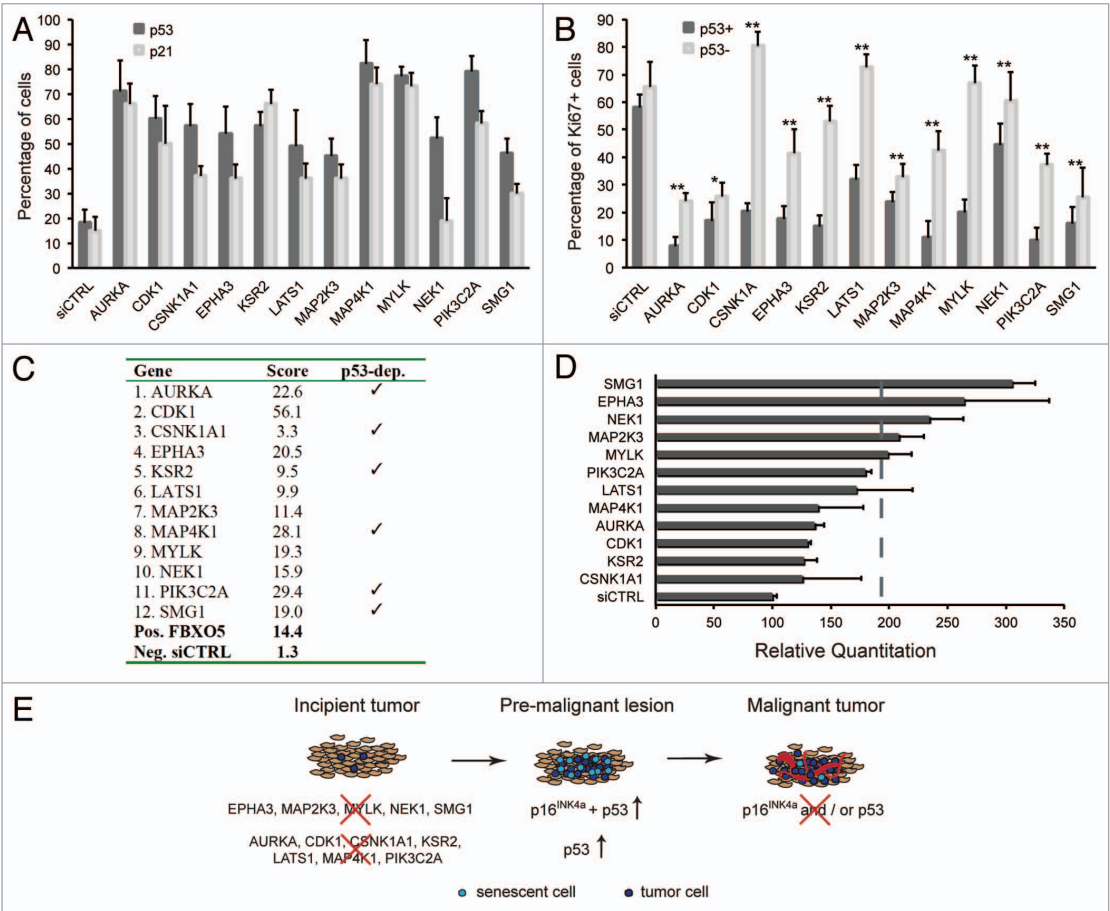 A
100
90
80
70
60
50
40
30
20
10
0
Percentage of cells
p53
p21
siCTRL
AURKA
CDK1
CSNK1A1
EPHA3
KSR2
LATS1
MAP2K3
MAP4K1
MYLK
NEK1
PIK3C2A
SMG1
B
90
80
70
60
50
40
30
20
10
0
Percentage of Ki67+ cells
p53+
p53-
**
*
**
**
**
**
**
**
**
**
**
**
siCTRL
AURKA
CDK1
CSNK1A
EPHA3
KSR2
LATS1
MAP2K3
MAP4K1
MYLK
NEK1
PIK3C2A
SMG1
C
Gene Score p53-dep.
1. AURKA 22.6 ✓
2. CDK1 56.1
3. CSNK1A1 3.3 ✓
4. EPHA3 20.5
5. KSR2 9.5 ✓
6. LATS1 9.9
7. MAP2K3 11.4
8. MAP4K1 28.1 ✓
9. MYLK 19.3
10. NEK1 15.9
11. PIK3C2A 29.4 ✓
12. SMG1 19.0 ✓
Pos. FBXO5 14.4
Neg. siCTRL 1.3
D
SMG1
EPHA3
NEK1
MAP2K3
MYLK
PIK3C2A
LATS1
MAP4K1
AURKA
CDK1
KSR2
CSNK1A1
siCTRL
0 50 100 150 200 250 300 350
Relative Quantitation
E
Incipient tumor Pre-malignant lesion Malignant tumor
EPHA3, MAP2K3, MYLK, NEK1, SMG1 p16INK4a + p53 ↑ p16INK4a and / or p53
AURKA, CDK1, CSNK1A1, KSR2,
LATS1, MAP4K1, PIK3C2A
p53 ↑
senescent cell tumor cell